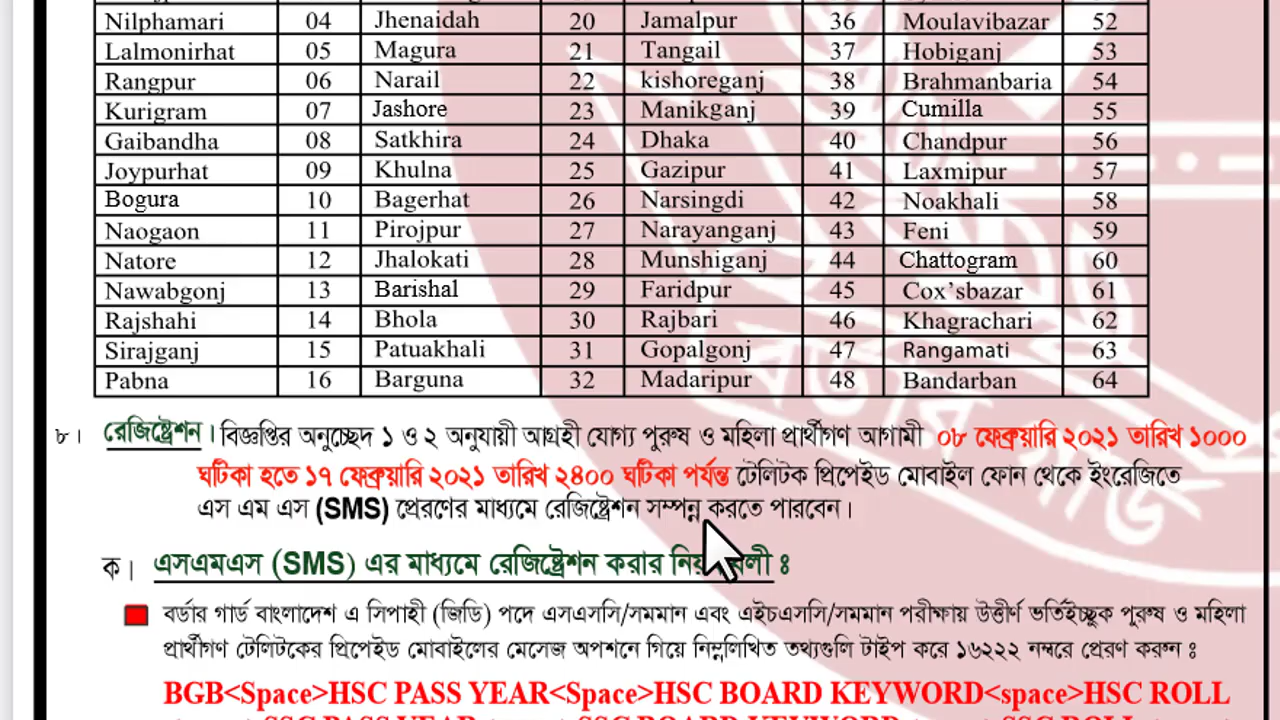 Nilphamari 04 Jhenaidah 20 Jamalpur 36 Moulavibazar 52
Lalmonirhat 05 Magura 21 Tangail 37 Hobiganj 53
Rangpur 06 Narail 22 kishoreganj 38 Brahmanbaria 54
Kurigram 07 Jashore 23 Manikganj 39 Cumilla 55
Gaibandha 08 Satkhira 24 Dhaka 40 Chandpur 56
Joypurhat 09 Khulna 25 Gazipur 41 Laxmipur 57
Bogura 10 Bagerhat 26 Narsingdi 42 Noakhali 58
Naogaon 11 Pirojpur 27 Narayanganj 43 Feni 59
Natore 12 Jhalokati 28 Munshiganj 44 Chattogram 60
Nawabgonj 13 Barishal 29 Faridpur 45 Cox’sbazar 61
Rajshahi 14 Bhola 30 Rajbari 46 Khagrachari 62
Sirajganj 15 Patuakhali 31 Gopalgonj 47 Rangamati 63
Pabna 16 Barguna 32 Madaripur 48 Bandarban 64
৮। রেজিষ্ট্রেশন। বিজ্ঞপ্তির অনুচ্ছেদ ১ ও ২ অনুযায়ী আগ্রহী যোগ্য পুরুষ ও মহিলা প্রার্থীগণ আগামী ০৮ ফেব্রুয়ারি ২০২১ তারিখ ১০০০
ঘটিকা হতে ১৭ ফেব্রুয়ারি ২০২১ তারিখ ২৪০০ ঘটিকা পর্যন্ত টেলিটক প্রিপেইড মোবাইল ফোন থেকে ইংরেজিতে
এস এম এস (SMS) প্রেরণের মাধ্যমে রেজিষ্ট্রেশন সম্পন্ন করতে পারবেন।
ক। এসএমএস (SMS) এর মাধ্যমে রেজিষ্ট্রেশন করার ঃ
বর্ডার গার্ড বাংলাদেশ এ সিপাহী (জিডি) পদে এসএসসি/সমমান এবং এইচএসসি/সমমান পরীক্ষায় উত্তীর্ণ ভর্তিইচ্ছুক পুরুষ ও মহিলা
প্রার্থীগণ টেলিটকের প্রিপেইড মোবাইলের মেসেজ অপশনে গিয়ে নিম্নলিখিত তথ্যগুলি টাইপ করে ১৬২২২ নম্বরে প্রেরণ করুন ঃ
BGB<Space>HSC PASS YEAR<Space>HSC BOARD KEYWORD<space>HSC ROLL